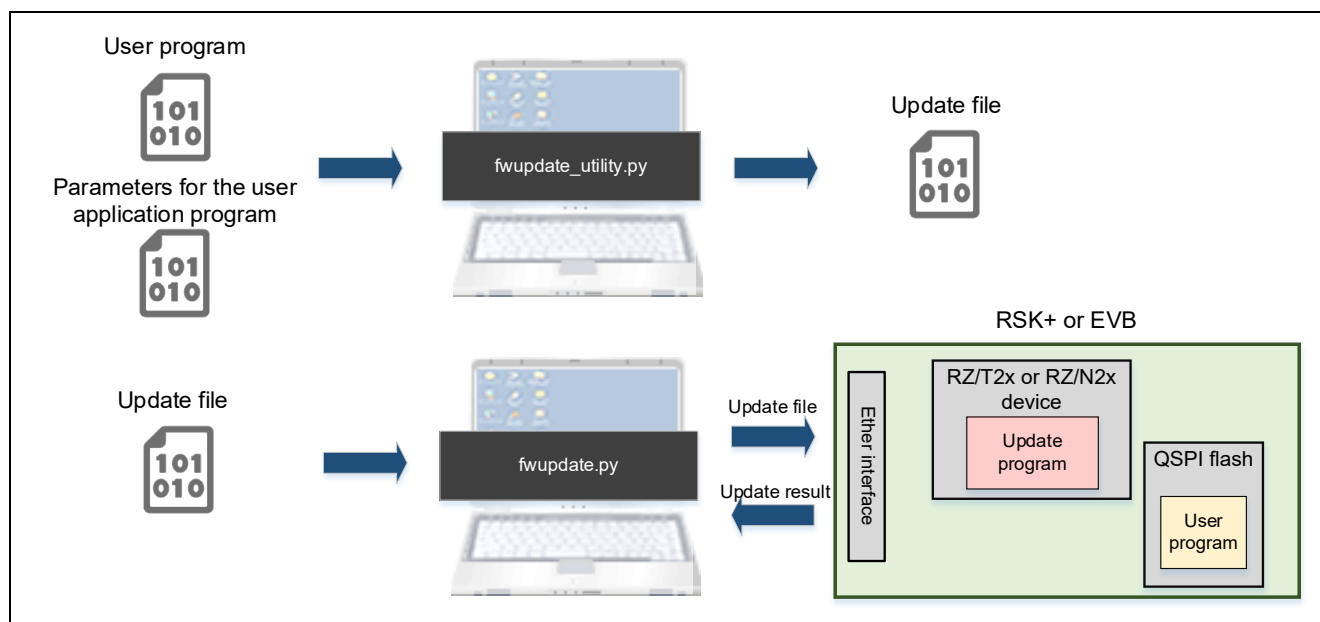 User program
101
010
Parameters for the user
application program
101
010
fwupdate_utility.py
Update file
101
010
Update file
101
010
fwupdate.py
Update file
Update result
RSK+ or EVB
Ether interface
RZ/T2x or RZ/N2x
device
Update
program
QSPI flash
User
program